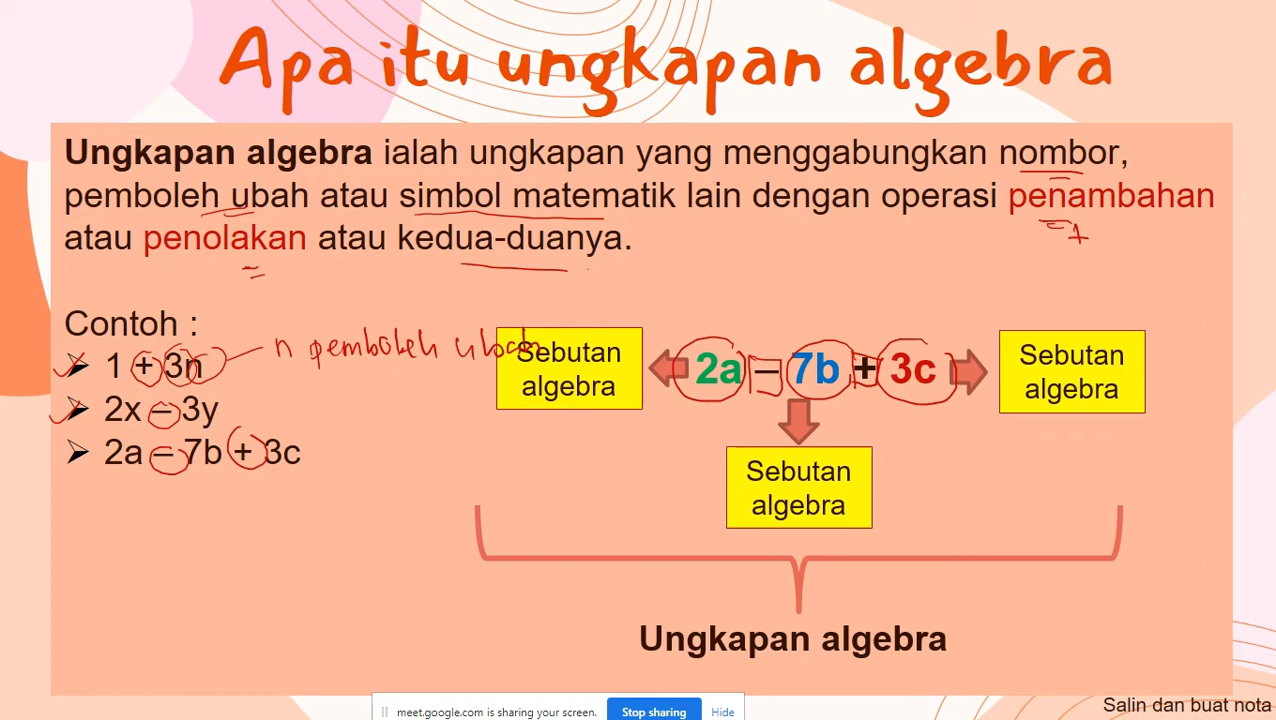 Apa itu ungkapan algebra
Ungkapan algebra ialah ungkapan yang menggabungkan nombor,
pemboleh ubah atau simbol matematik lain dengan operasi penambahan
atau penolakan atau kedua-duanya.
+
Contoh :
1 + 3n
n pemboleh ubah
2x – 3y
2a – 7b + 3c
Sebutan
algebra
2a – 7b + 3c
Sebutan
algebra
Sebutan
algebra
Ungkapan algebra
Salin dan buat nota
meet.google.com is sharing your screen.
Stop sharing
Hide